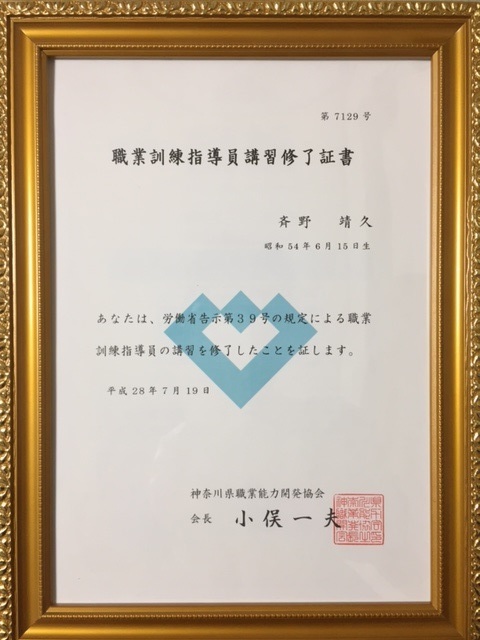 第 7129 号
職業訓練指導員講習修了証書
斉野 靖久
昭和 54 年 6 月 15 日生
あなたは、労働省告示第39号の規定による職業
訓練指導員の講習を修了したことを証します。
平成 28 年 7 月 19 日
神奈川県職業能力開発協会
会長 小俣一夫